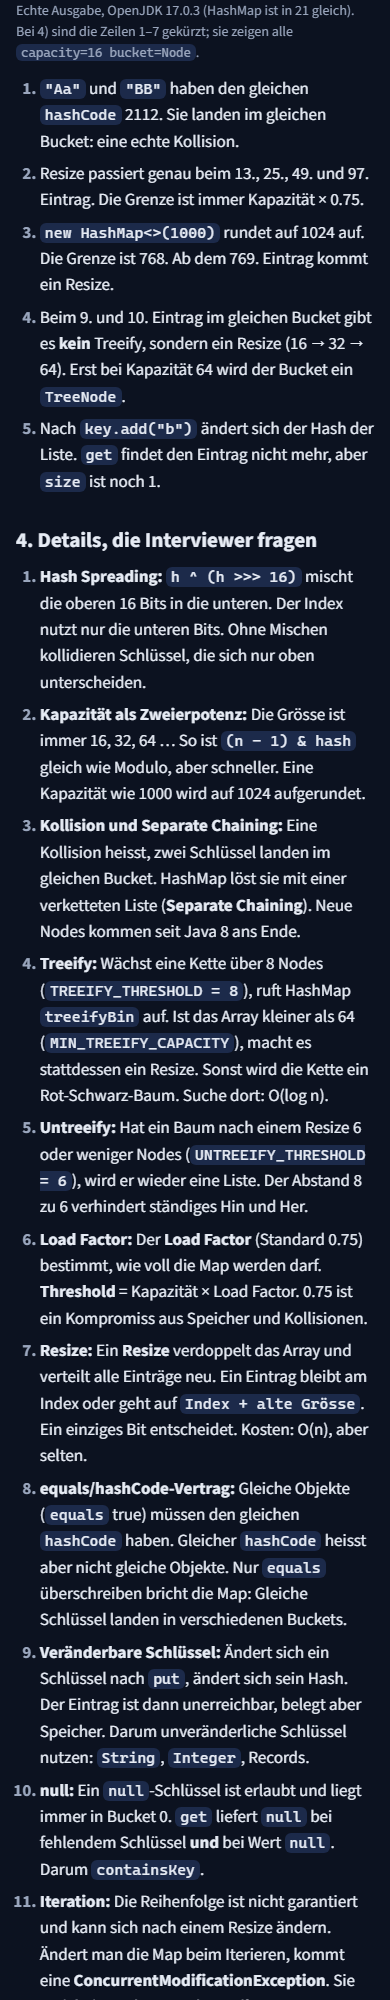 Echte Ausgabe, OpenJDK 17.0.3 (HashMap ist in 21 gleich).
Bei 4) sind die Zeilen 1–7 gekürzt; sie zeigen alle
capacity=16 bucket=Node.
1. "Aa" und "BB" haben den gleichen
hashCode 2112. Sie landen im gleichen
Bucket: eine echte Kollision.
2. Resize passiert genau beim 13., 25., 49. und 97.
Eintrag. Die Grenze ist immer Kapazität × 0.75.
3. new HashMap<>(1000) rundet auf 1024 auf.
Die Grenze ist 768. Ab dem 769. Eintrag kommt
ein Resize.
4. Beim 9. und 10. Eintrag im gleichen Bucket gibt
es kein Treeify, sondern ein Resize (16 → 32 →
64). Erst bei Kapazität 64 wird der Bucket ein
TreeNode.
5. Nach key.add("b") ändert sich der Hash der
Liste. get findet den Eintrag nicht mehr, aber
size ist noch 1.
4. Details, die Interviewer fragen
1. Hash Spreading: h ^ (h >>> 16) mischt
die oberen 16 Bits in die unteren. Der Index
nutzt nur die unteren Bits. Ohne Mischen
kollidieren Schlüssel, die sich nur oben
unterscheiden.
2. Kapazität als Zweierpotenz: Die Grösse ist
immer 16, 32, 64 … So ist (n − 1) & hash
gleich wie Modulo, aber schneller. Eine
Kapazität wie 1000 wird auf 1024 aufgerundet.
3. Kollision und Separate Chaining: Eine
Kollision heisst, zwei Schlüssel landen im
gleichen Bucket. HashMap löst sie mit einer
verketteten Liste (Separate Chaining). Neue
Nodes kommen seit Java 8 ans Ende.
4. Treeify: Wächst eine Kette über 8 Nodes
(TREEIFY_THRESHOLD = 8), ruft HashMap
treeifyBin auf. Ist das Array kleiner als 64
(MIN_TREEIFY_CAPACITY), macht es
stattdessen ein Resize. Sonst wird die Kette ein
Rot-Schwarz-Baum. Suche dort: O(log n).
5. Untreeify: Hat ein Baum nach einem Resize 6
oder weniger Nodes (UNTREEIFY_THRESHOLD
= 6), wird er wieder eine Liste. Der Abstand 8
zu 6 verhindert ständiges Hin und Her.
6. Load Factor: Der Load Factor (Standard 0.75)
bestimmt, wie voll die Map werden darf.
Threshold = Kapazität × Load Factor. 0.75 ist
ein Kompromiss aus Speicher und Kollisionen.
7. Resize: Ein Resize verdoppelt das Array und
verteilt alle Einträge neu. Ein Eintrag bleibt am
Index oder geht auf Index + alte Grösse.
Ein einziges Bit entscheidet. Kosten: O(n), aber
selten.
8. equals/hashCode-Vertrag: Gleiche Objekte
(equals true) müssen den gleichen
hashCode haben. Gleicher hashCode heisst
aber nicht gleiche Objekte. Nur equals
überschreiben bricht die Map: Gleiche
Schlüssel landen in verschiedenen Buckets.
9. Veränderbare Schlüssel: Ändert sich ein
Schlüssel nach put, ändert sich sein Hash.
Der Eintrag ist dann unerreichbar, belegt aber
Speicher. Darum unveränderliche Schlüssel
nutzen: String, Integer, Records.
10. null: Ein null-Schlüssel ist erlaubt und liegt
immer in Bucket 0. get liefert null bei
fehlendem Schlüssel und bei Wert null.
Darum containsKey.
11. Iteration: Die Reihenfolge ist nicht garantiert
und kann sich nach einem Resize ändern.
Ändert man die Map beim Iterieren, kommt
eine ConcurrentModificationException. Sie